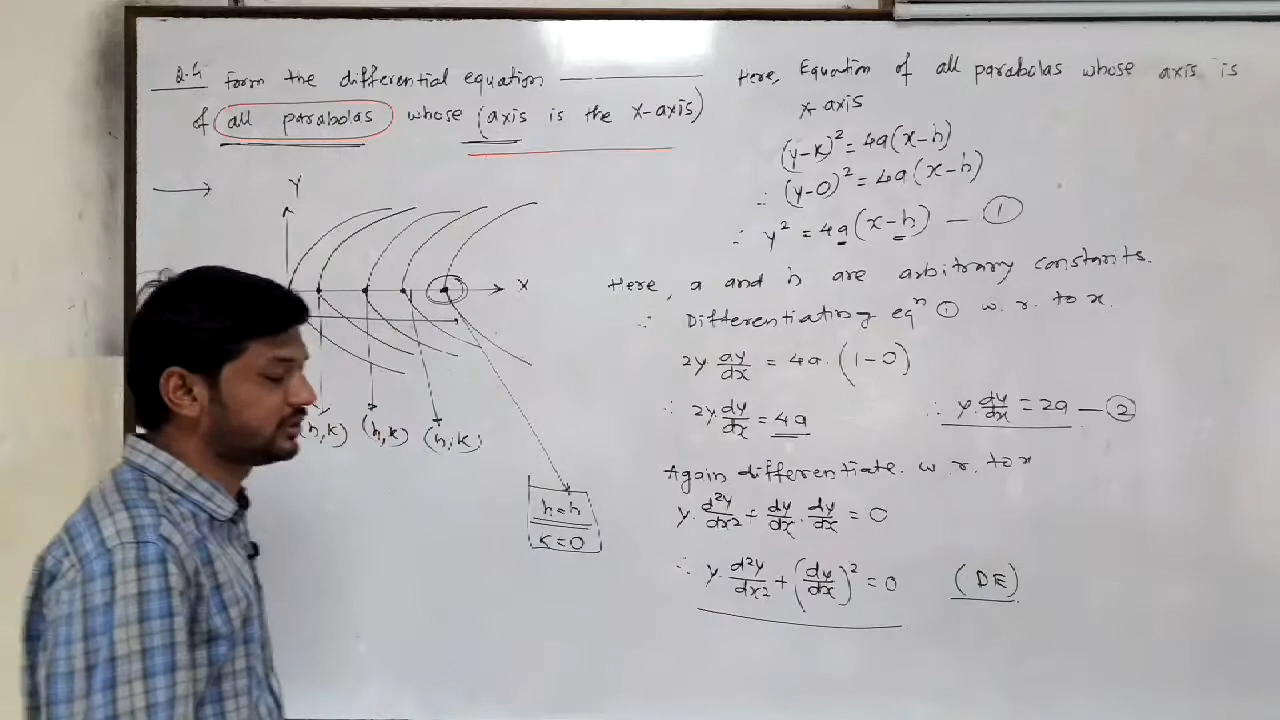 Q.4 Form the differential equation
of all parabolas whose (axis is the x-axis)
Y
X
(h,k) (h,k) (h,k)
h=h
k=0
Here, Equation of all parabolas whose axis is
x-axis
(y-k)² = 4a(x-h)
∴ (y-0)² = 4a(x-h)
∴ y² = 4a(x-h) — ①
Here, a and h are arbitrary constants.
∴ Differentiating eqⁿ ① w. r. to x.
2y dy/dx = 4a. (1-0)
∴ 2y. dy/dx = 4a ∴ y. dy/dx = 2a — ②
Again differentiate. w r. to x
y. d²y/dx² + dy/dx . dy/dx = 0
∴ y. d²y/dx² + (dy/dx)² = 0 (DE)